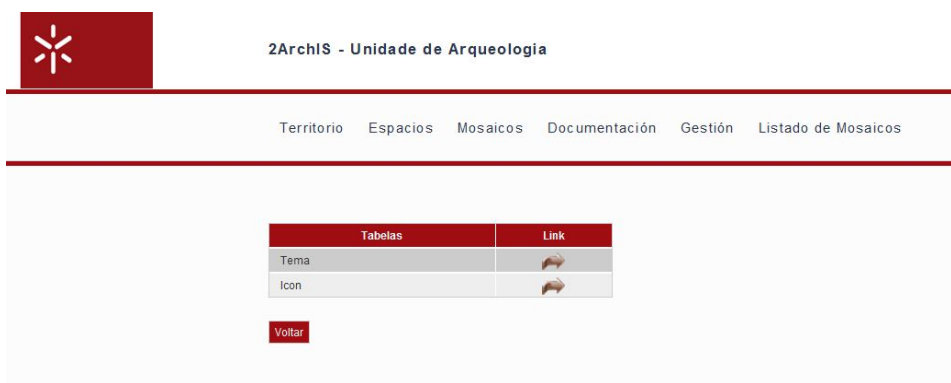 2ArchIS - Unidade de Arqueologia
Territorio Espacios Mosaicos Documentación Gestión Listado de Mosaicos
Tabelas Link
Tema
Icon
Voltar